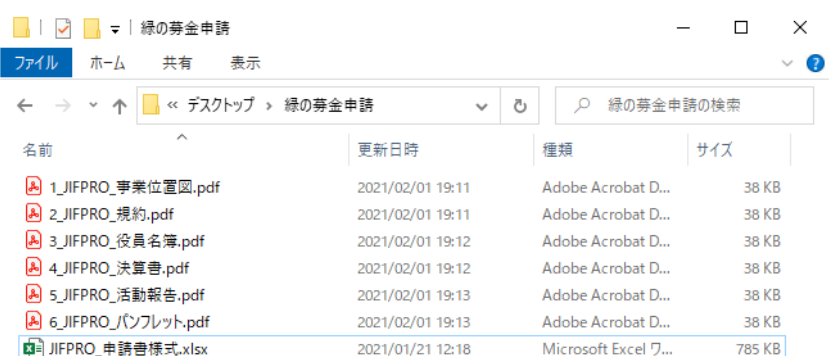 緑の募金申請
ファイル ホーム 共有 表示
« デスクトップ › 緑の募金申請 緑の募金申請の検索
名前 更新日時 種類 サイズ
1_JIFPRO_事業位置図.pdf 2021/02/01 19:11 Adobe Acrobat D... 38 KB
2_JIFPRO_規約.pdf 2021/02/01 19:11 Adobe Acrobat D... 38 KB
3_JIFPRO_役員名簿.pdf 2021/02/01 19:12 Adobe Acrobat D... 38 KB
4_JIFPRO_決算書.pdf 2021/02/01 19:12 Adobe Acrobat D... 38 KB
5_JIFPRO_活動報告.pdf 2021/02/01 19:13 Adobe Acrobat D... 38 KB
6_JIFPRO_パンフレット.pdf 2021/02/01 19:13 Adobe Acrobat D... 38 KB
JIFPRO_申請書様式.xlsx 2021/01/21 12:18 Microsoft Excel ワ... 785 KB